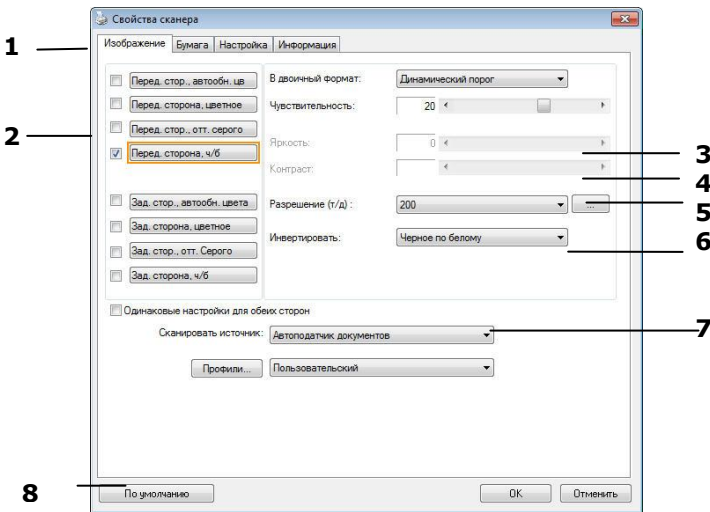 Свойства сканера
1
Изображение Бумага Настройка Информация
Перед. стор., автообн. цв
В двоичный формат: Динамический порог
Перед. сторона, цветное
Чувствительность: 20
2
Перед. стор., отт. серого
Яркость: 0
3
Перед. сторона, ч/б
Контраст:
4
Зад. стор., автообн. цвета
Разрешение (т/д) : 200 ...
5
Зад. сторона, цветное
Инвертировать: Черное по белому
6
Зад. стор., отт. Серого
Зад. сторона, ч/б
Одинаковые настройки для обеих сторон
Сканировать источник: Автоподатчик документов
7
Профили... Пользовательский
8
По умолчанию OK Отменить